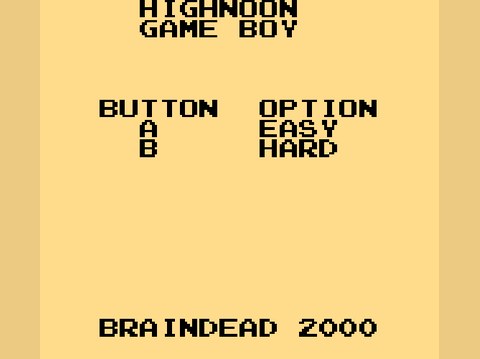 HIGHNOON
GAME BOY
BUTTON OPTION
A EASY
B HARD
BRAINDEAD 2000